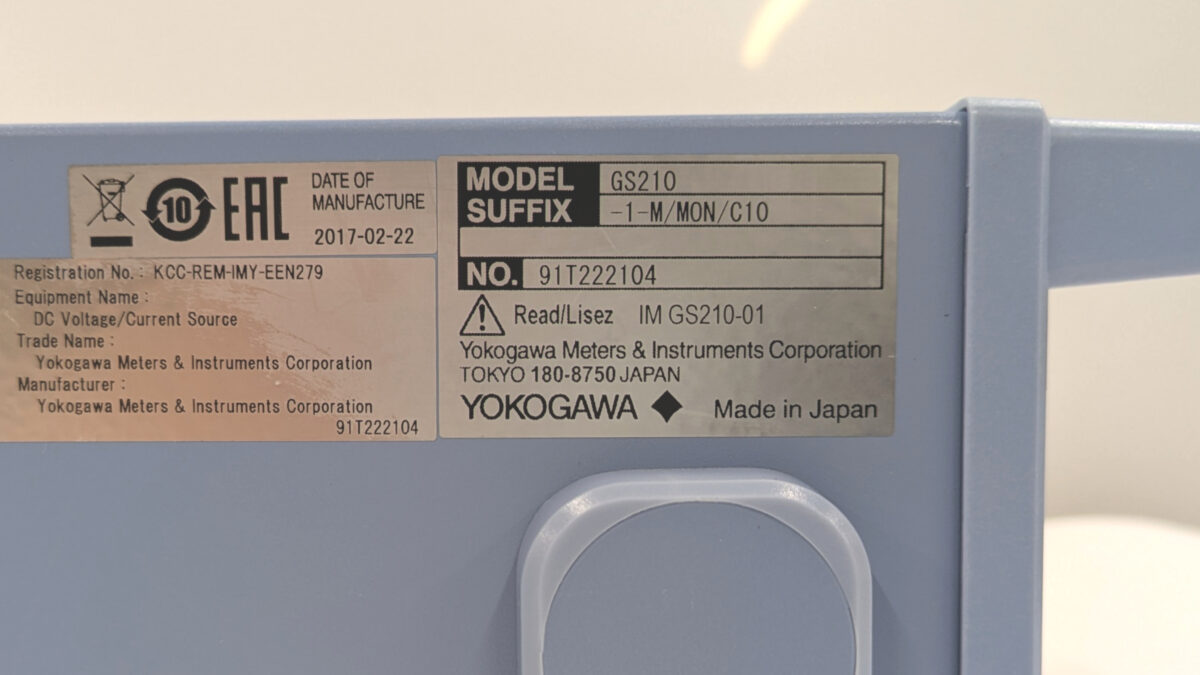 10
EAC
DATE OF
MANUFACTURE
2017-02-22
Registration No. : KCC-REM-IMY-EEN279
Equipment Name :
DC Voltage/Current Source
Trade Name :
Yokogawa Meters & Instruments Corporation
Manufacturer :
Yokogawa Meters & Instruments Corporation
91T222104
MODEL GS210
SUFFIX -1-M/MON/C10
NO. 91T222104
Read/Lisez IM GS210-01
Yokogawa Meters & Instruments Corporation
TOKYO 180-8750 JAPAN
YOKOGAWA Made in Japan